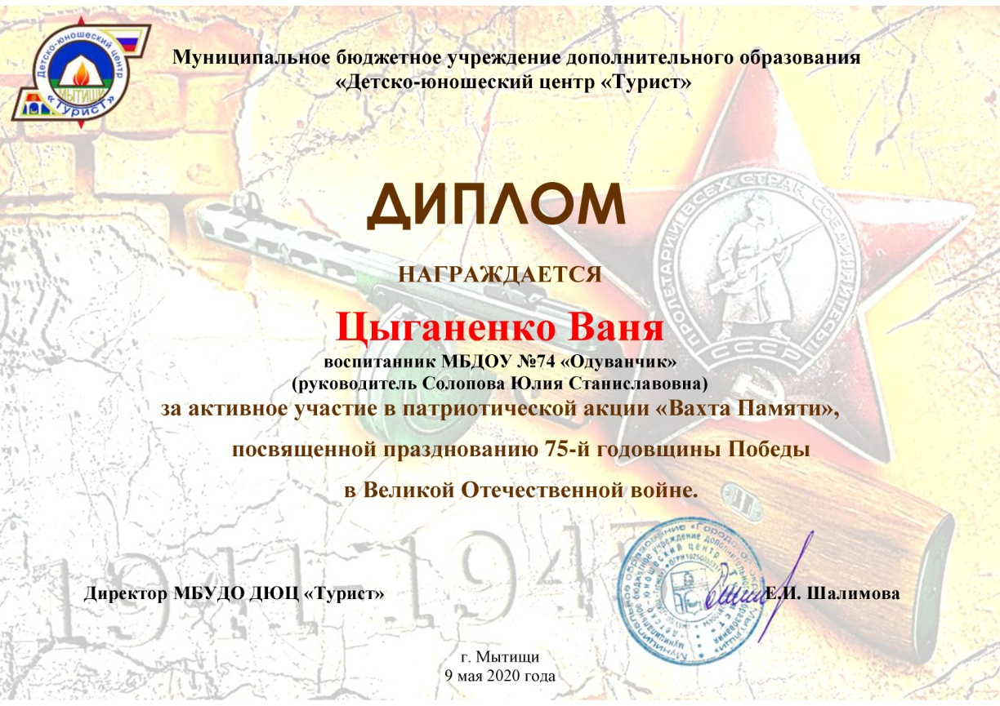 Муниципальное бюджетное учреждение дополнительного образования
«Детско-юношеский центр «Турист»
Детско-юношеский центр
МЫТИЩИ
«Турист»
ДИПЛОМ
НАГРАЖДАЕТСЯ
Цыганенко Ваня
воспитанник МБДОУ №74 «Одуванчик»
(руководитель Солопова Юлия Станиславовна)
за активное участие в патриотической акции «Вахта Памяти»,
посвященной празднованию 75-й годовщины Победы
в Великой Отечественной войне.
ПРОЛЕТАРИИ ВСЕХ СТРАН СОЕДИНЯЙТЕСЬ!
СССР
1941 194
Директор МБУДО ДЮЦ «Турист»
Е.И. Шалимова
г. Мытищи
9 мая 2020 года